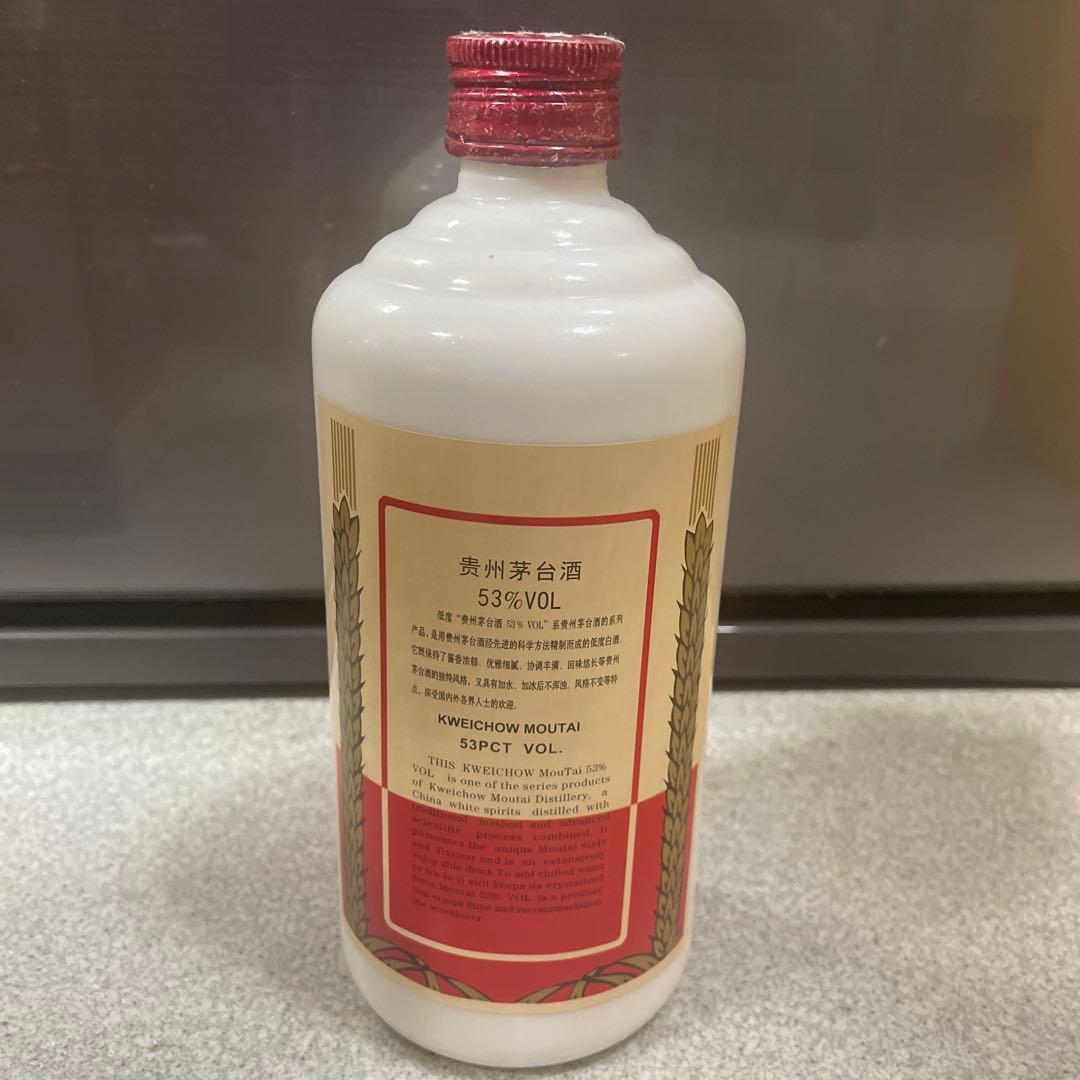 贵州茅台酒
53%VOL
低度“贵州茅台酒 53% VOL”系贵州茅台酒的系列
产品，是用贵州茅台酒经先进的科学方法精制而成的低度白酒。
它既保持了酱香浓郁、优雅细腻、协调丰满、回味悠长等贵州
茅台酒的独特风格，又具有加水、加冰后不浑浊，风格不变等特
点，深受国内外各界人士的欢迎。
KWEICHOW MOUTAI
53PCT VOL.
THIS KWEICHOW MouTai 53%
VOL is one of the series products
of Kweichow Moutai Distillery, a
China white spirits distilled with
traditional method and advanced
scientific process combined. It
possesses the unique Moutai style
and flavour and is an extensively
enjoy able drink To add chilled water
or ice in it still keeps its crystalized
form Moutai 53% VOL is a product
that enjoys fame and recommendation
the worldover